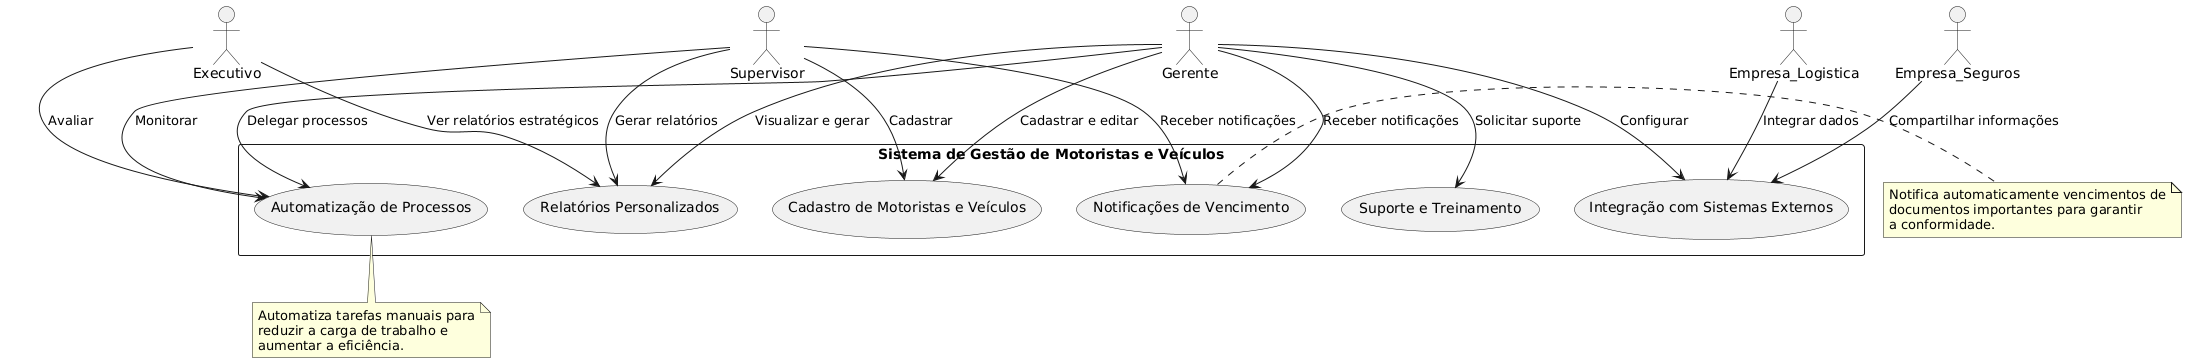 Executivo
Supervisor
Gerente
Empresa_Logistica
Empresa_Seguros
Avaliar
Monitorar
Delegar processos
Ver relatórios estratégicos
Gerar relatórios
Visualizar e gerar
Cadastrar
Cadastrar e editar
Receber notificações
Receber notificações
Solicitar suporte
Configurar
Integrar dados
Compartilhar informações
Sistema de Gestão de Motoristas e Veículos
Automatização de Processos
Relatórios Personalizados
Cadastro de Motoristas e Veículos
Notificações de Vencimento
Suporte e Treinamento
Integração com Sistemas Externos
Notifica automaticamente vencimentos de
documentos importantes para garantir
a conformidade.
Automatiza tarefas manuais para
reduzir a carga de trabalho e
aumentar a eficiência.